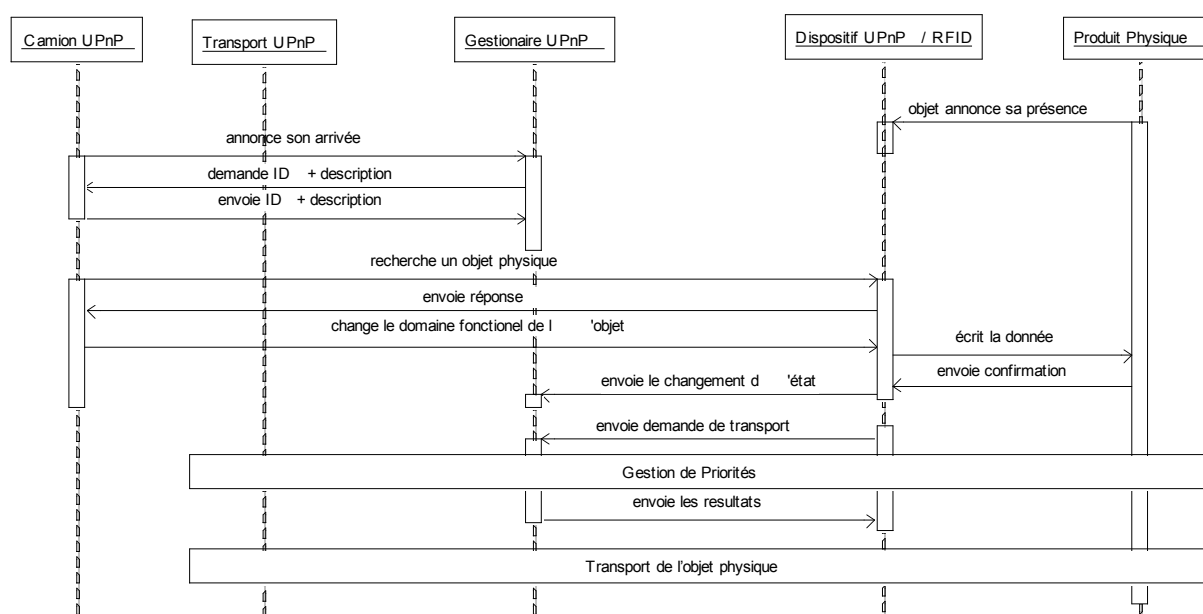 Camion UPnP
Transport UPnP
Gestionaire UPnP
Dispositif UPnP / RFID
Produit Physique
objet annonce sa présence
annonce son arrivée
demande ID + description
envoie ID + description
recherche un objet physique
envoie réponse
change le domaine fonctionel de l 'objet
écrit la donnée
envoie confirmation
envoie le changement d 'état
envoie demande de transport
Gestion de Priorités
envoie les resultats
Transport de l'objet physique